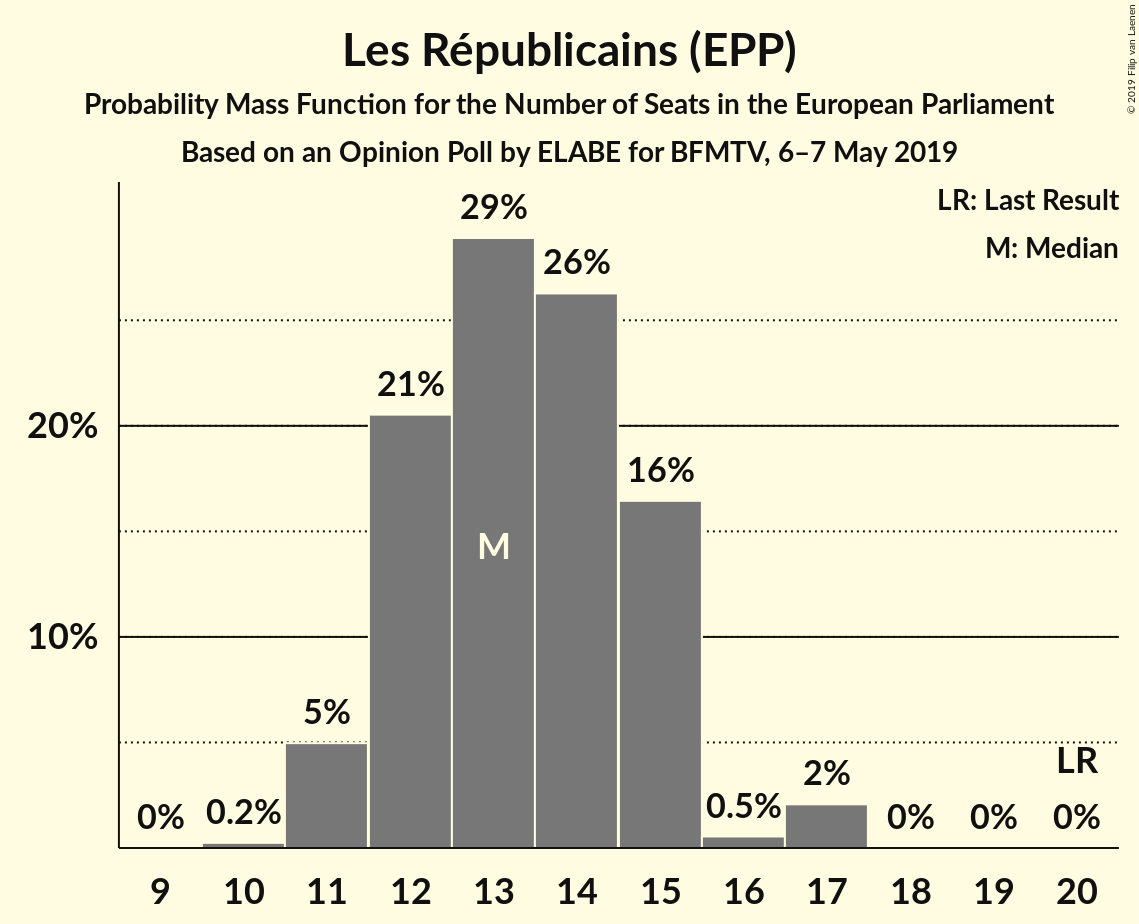 Les Républicains (EPP)
Probability Mass Function for the Number of Seats in the European Parliament
Based on an Opinion Poll by ELABE for BFMTV, 6–7 May 2019
© 2019 Filip van Laenen
LR: Last Result
M: Median
29%
26%
21%
20%
16%
M
10%
5%
LR
2%
0% 0.2% 0.5% 0% 0% 0%
9 10 11 12 13 14 15 16 17 18 19 20